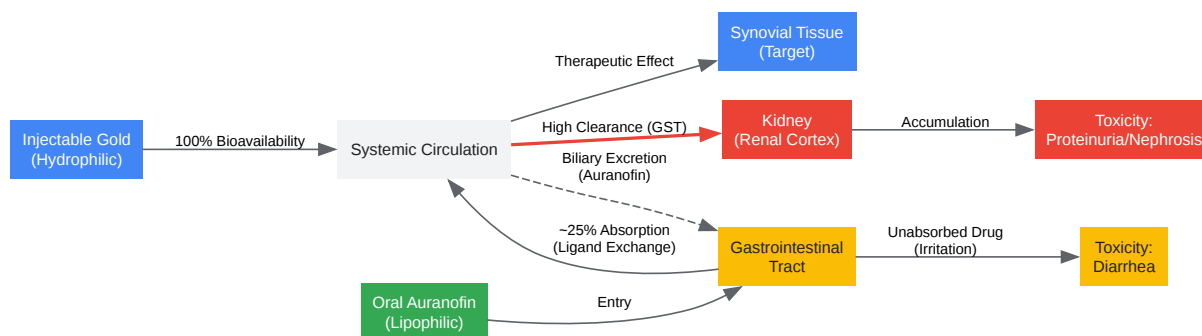 Synovial Tissue
(Target)
Therapeutic Effect
Injectable Gold
(Hydrophilic)
100% Bioavailability
Systemic Circulation
High Clearance (GST)
Kidney
(Renal Cortex)
Accumulation
Toxicity:
Proteinuria/Nephrosis
Biliary Excretion
(Auranofin)
~25% Absorption
(Ligand Exchange)
Gastrointestinal
Tract
Unabsorbed Drug
(Irritation)
Toxicity:
Diarrhea
Oral Auranofin
(Lipophilic)
Entry